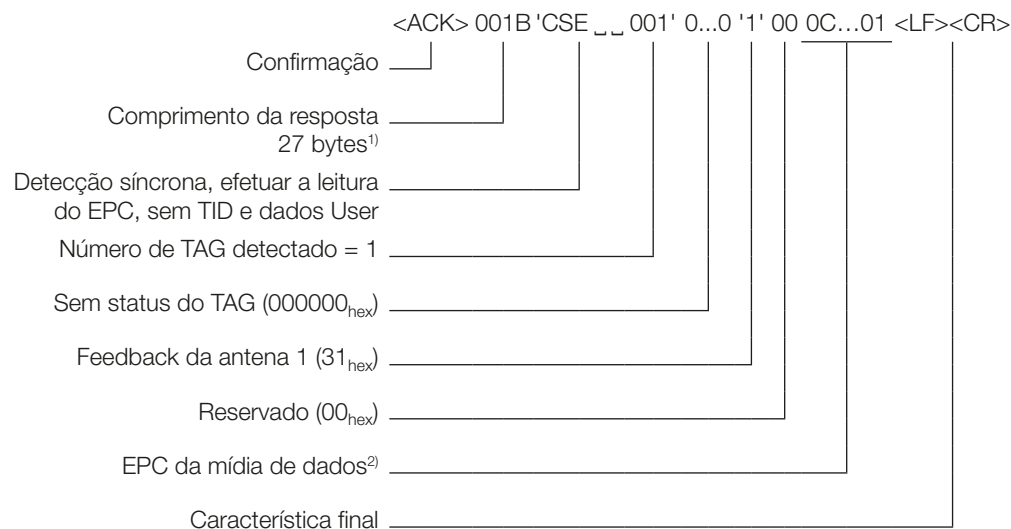 <ACK> 001B 'CSE ␣ ␣ 001' 0...0 '1' 00 0C…01 <LF><CR>
Confirmação
Comprimento da resposta
27 bytes1)
Detecção síncrona, efetuar a leitura
do EPC, sem TID e dados User
Número de TAG detectado = 1
Sem status do TAG (000000hex)
Feedback da antena 1 (31hex)
Reservado (00hex)
EPC da mídia de dados2)
Característica final